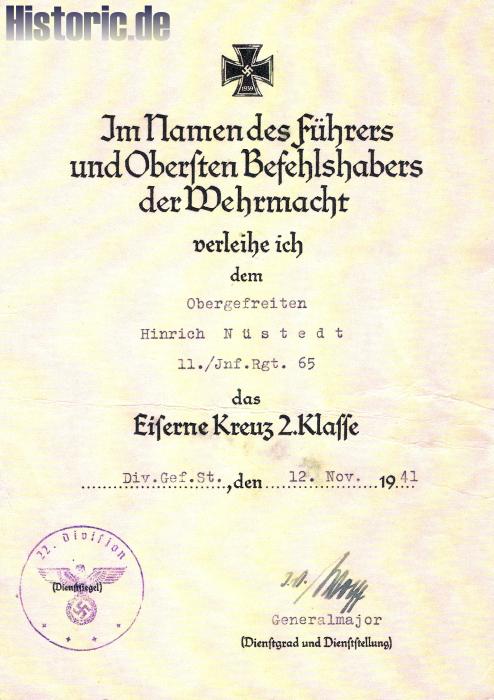 Historic.de
1939
Im Namen des Führers
und Obersten Befehlshabers
der Wehrmacht
verleihe ich
dem
Obergefreiten
Hinrich Nüstedt
11./Jnf.Rgt. 65
das
Eiserne Kreuz 2.Klasse
Div.Gef.St., den 12. Nov. 1941
22. Division
(Dienstsiegel)
Generalmajor
(Dienstgrad und Dienststellung)